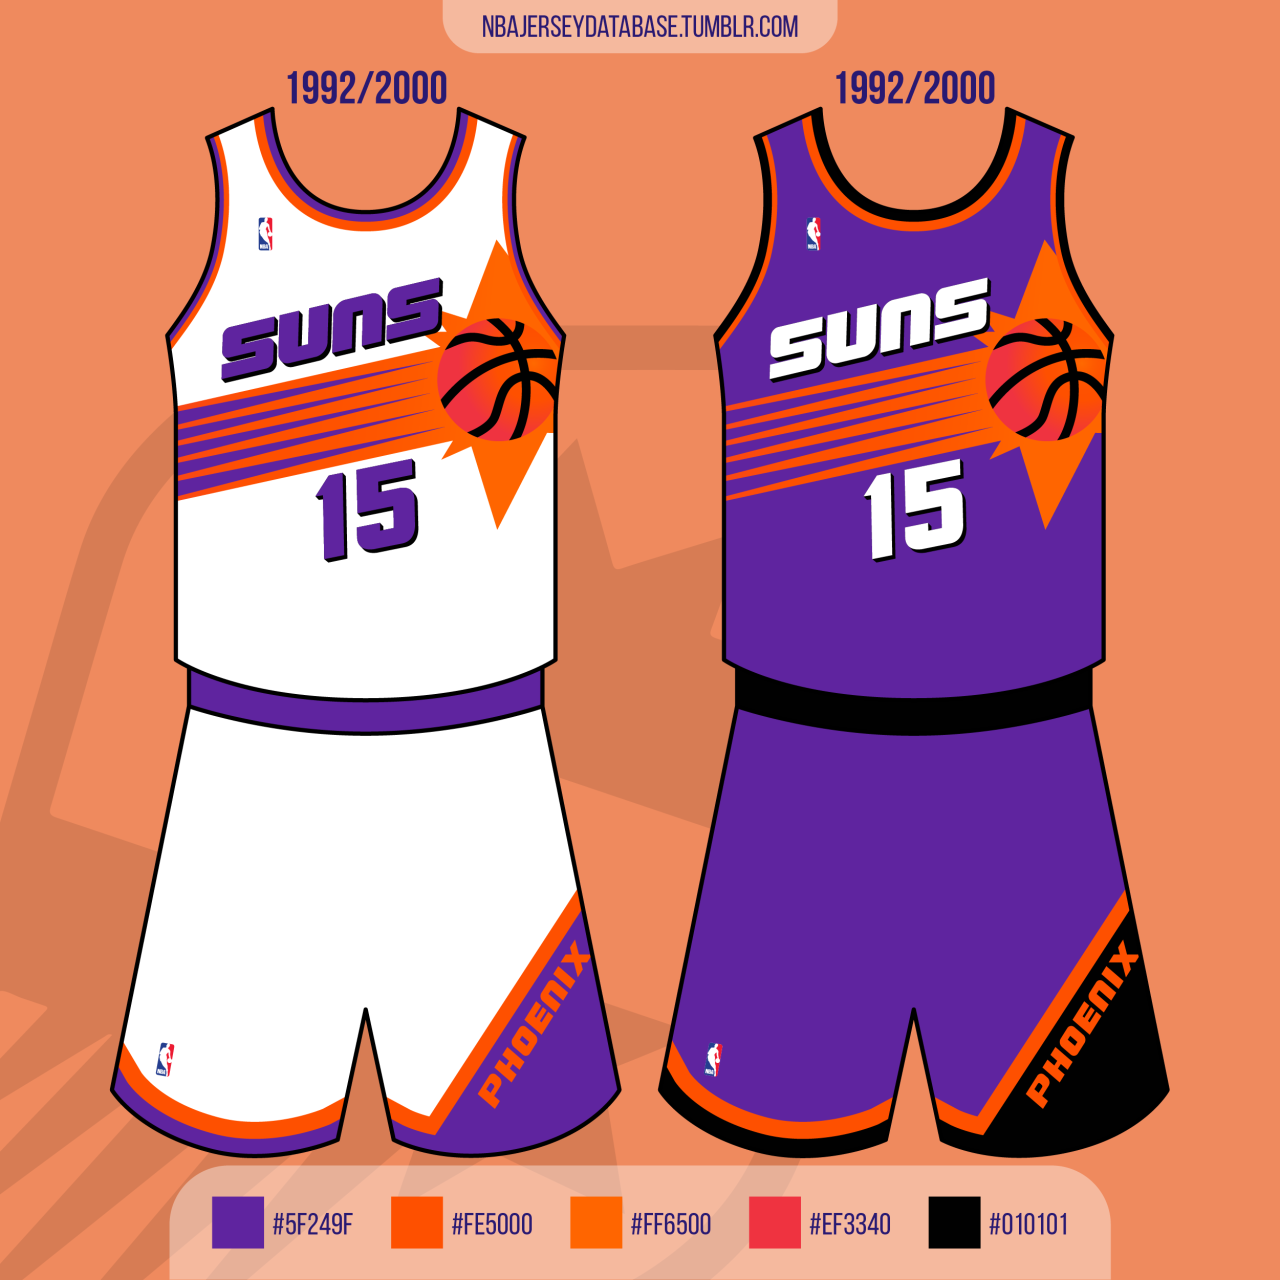 NBAJERSEYDATABASE.TUMBLR.COM
1992/2000
1992/2000
SUNS
15
SUNS
15
PHOENIX
PHOENIX
#5F249F
#FE5000
#FF6500
#EF3340
#010101